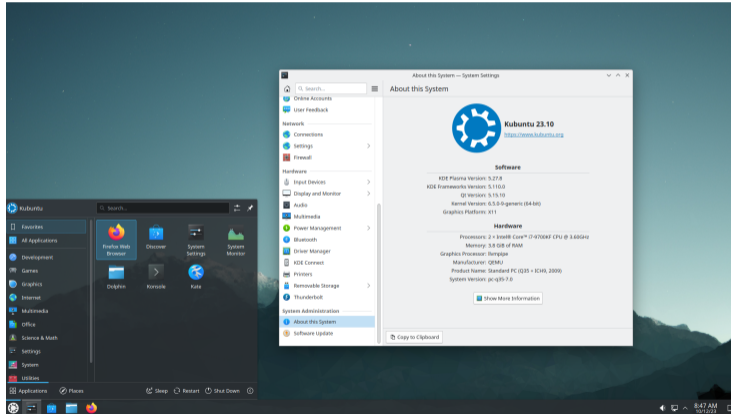 About this System — System Settings
Search...
About this System
Online Accounts
User Feedback
Network
Connections
Settings
Firewall
Hardware
Input Devices
Display and Monitor
Audio
Multimedia
Power Management
Bluetooth
Driver Manager
KDE Connect
Printers
Removable Storage
Thunderbolt
System Administration
About this System
Software Update
Kubuntu 23.10
https://www.kubuntu.org
Software
KDE Plasma Version: 5.27.8
KDE Frameworks Version: 5.110.0
Qt Version: 5.15.10
Kernel Version: 6.5.0-9-generic (64-bit)
Graphics Platform: X11
Hardware
Processors: 2 × Intel® Core™ i7-9700KF CPU @ 3.60GHz
Memory: 3.8 GiB of RAM
Graphics Processor: llvmpipe
Manufacturer: QEMU
Product Name: Standard PC (Q35 + ICH9, 2009)
System Version: pc-q35-7.0
Show More Information
Copy to Clipboard
Kubuntu
Search...
Favorites
All Applications
Development
Games
Graphics
Internet
Multimedia
Office
Science & Math
Settings
System
Utilities
Firefox Web
Browser
Discover
System
Settings
System
Monitor
Dolphin
Konsole
Kate
Applications
Places
Sleep
Restart
Shut Down
8:47 AM
10/12/23